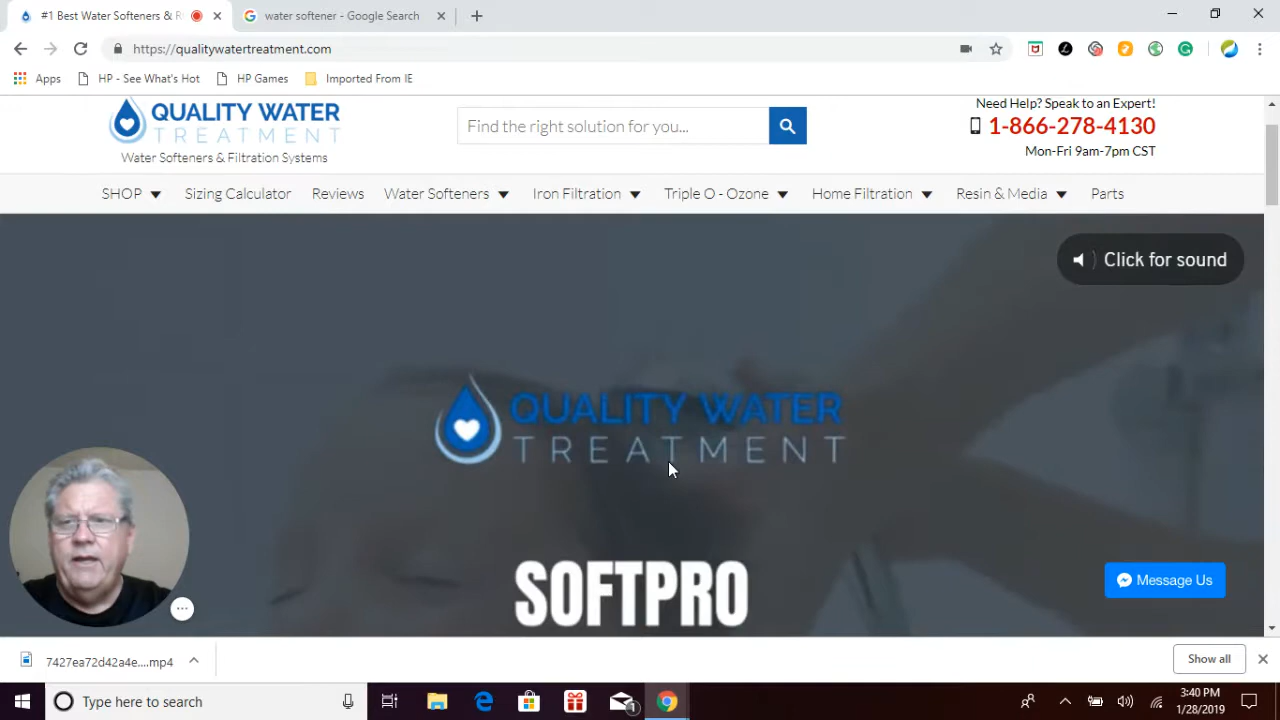 #1 Best Water Softeners & R
water softener - Google Search
https://qualitywatertreatment.com
Apps
HP - See What's Hot
HP Games
Imported From IE
QUALITY WATER
TREATMENT
Water Softeners & Filtration Systems
Find the right solution for you...
Need Help? Speak to an Expert!
1-866-278-4130
Mon-Fri 9am-7pm CST
SHOP
Sizing Calculator
Reviews
Water Softeners
Iron Filtration
Triple O - Ozone
Home Filtration
Resin & Media
Parts
Click for sound
QUALITY WATER
TREATMENT
SOFTPRO
Message Us
7427ea72d42a4e....mp4
Show all
Type here to search
1
3:40 PM
1/28/2019